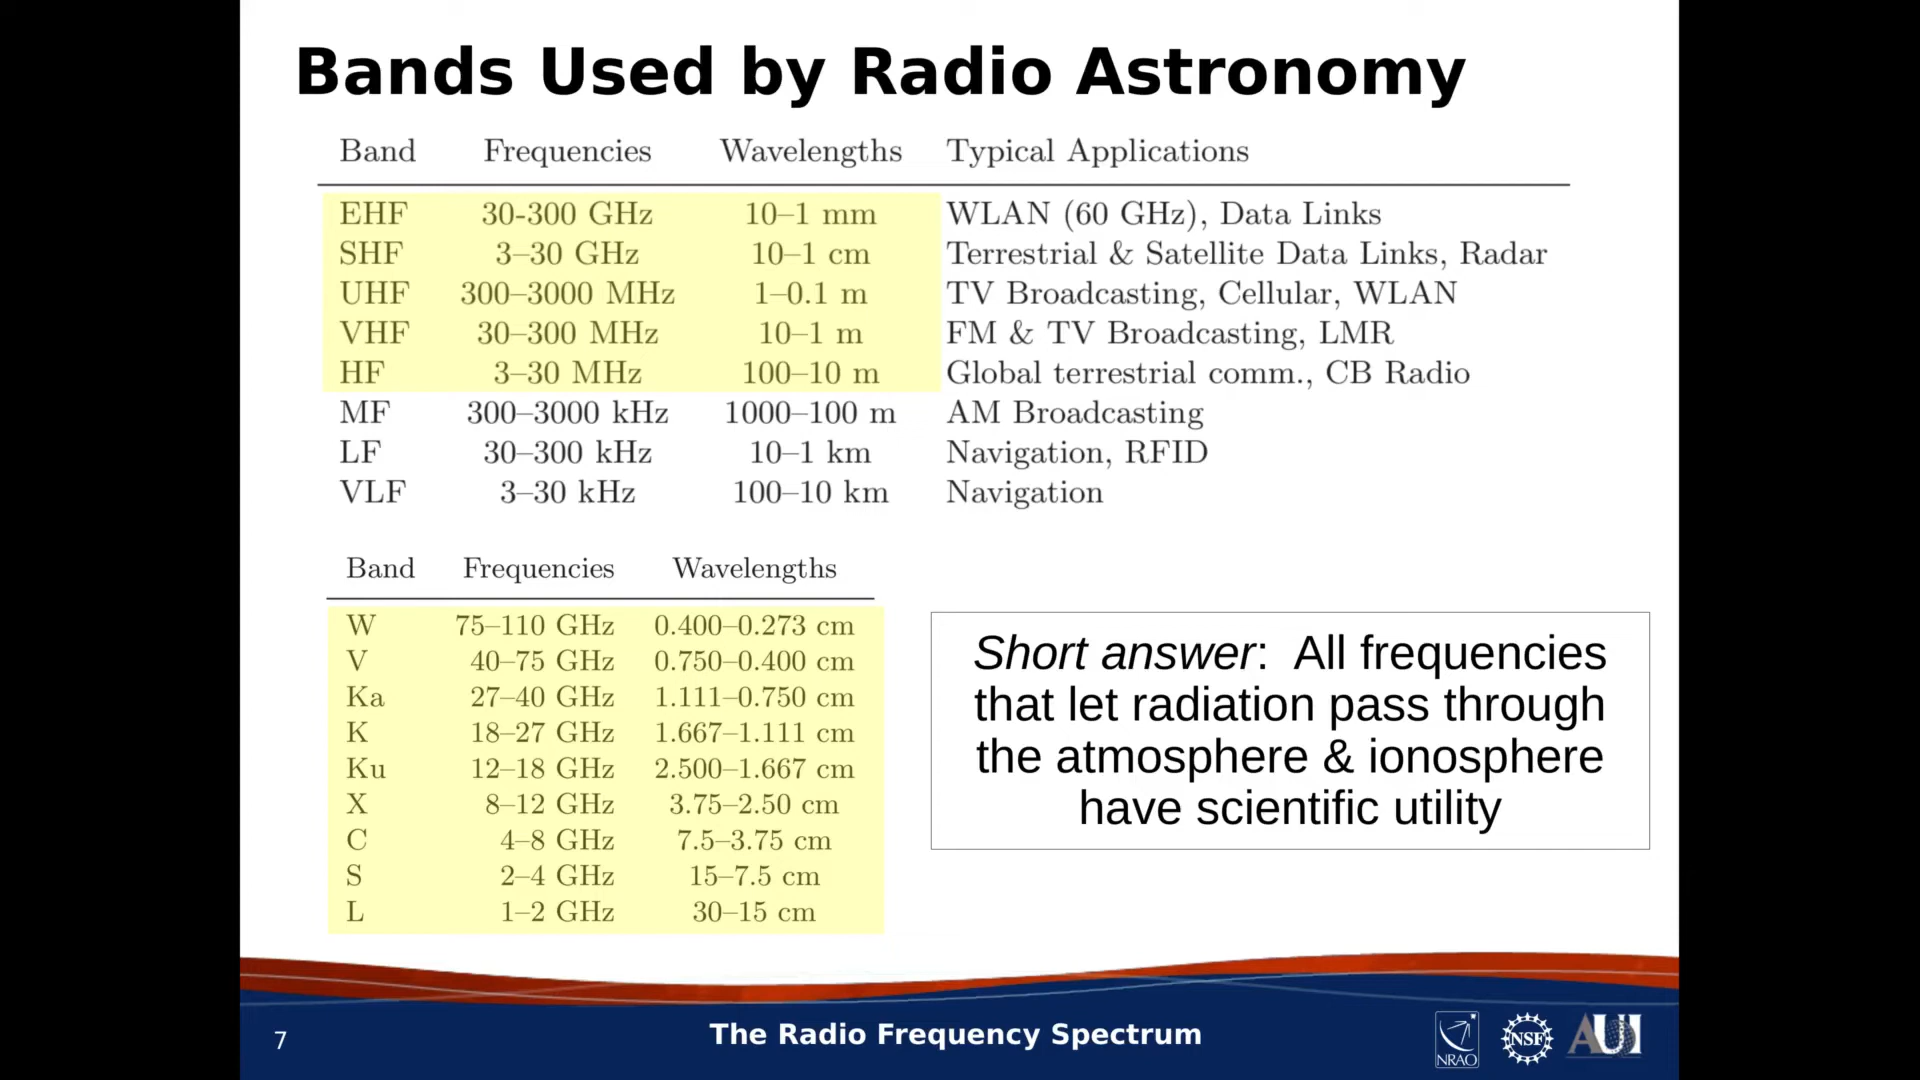 Bands Used by Radio Astronomy
Band Frequencies Wavelengths Typical Applications
EHF 30-300 GHz 10–1 mm WLAN (60 GHz), Data Links
SHF 3–30 GHz 10–1 cm Terrestrial & Satellite Data Links, Radar
UHF 300–3000 MHz 1–0.1 m TV Broadcasting, Cellular, WLAN
VHF 30–300 MHz 10–1 m FM & TV Broadcasting, LMR
HF 3–30 MHz 100–10 m Global terrestrial comm., CB Radio
MF 300–3000 kHz 1000–100 m AM Broadcasting
LF 30–300 kHz 10–1 km Navigation, RFID
VLF 3–30 kHz 100–10 km Navigation
Band Frequencies Wavelengths
W 75–110 GHz 0.400–0.273 cm
V 40–75 GHz 0.750–0.400 cm
Ka 27–40 GHz 1.111–0.750 cm
K 18–27 GHz 1.667–1.111 cm
Ku 12–18 GHz 2.500–1.667 cm
X 8–12 GHz 3.75–2.50 cm
C 4–8 GHz 7.5–3.75 cm
S 2–4 GHz 15–7.5 cm
L 1–2 GHz 30–15 cm
Short answer: All frequencies
that let radiation pass through
the atmosphere & ionosphere
have scientific utility
7
The Radio Frequency Spectrum
NRAO
NSF
AUI